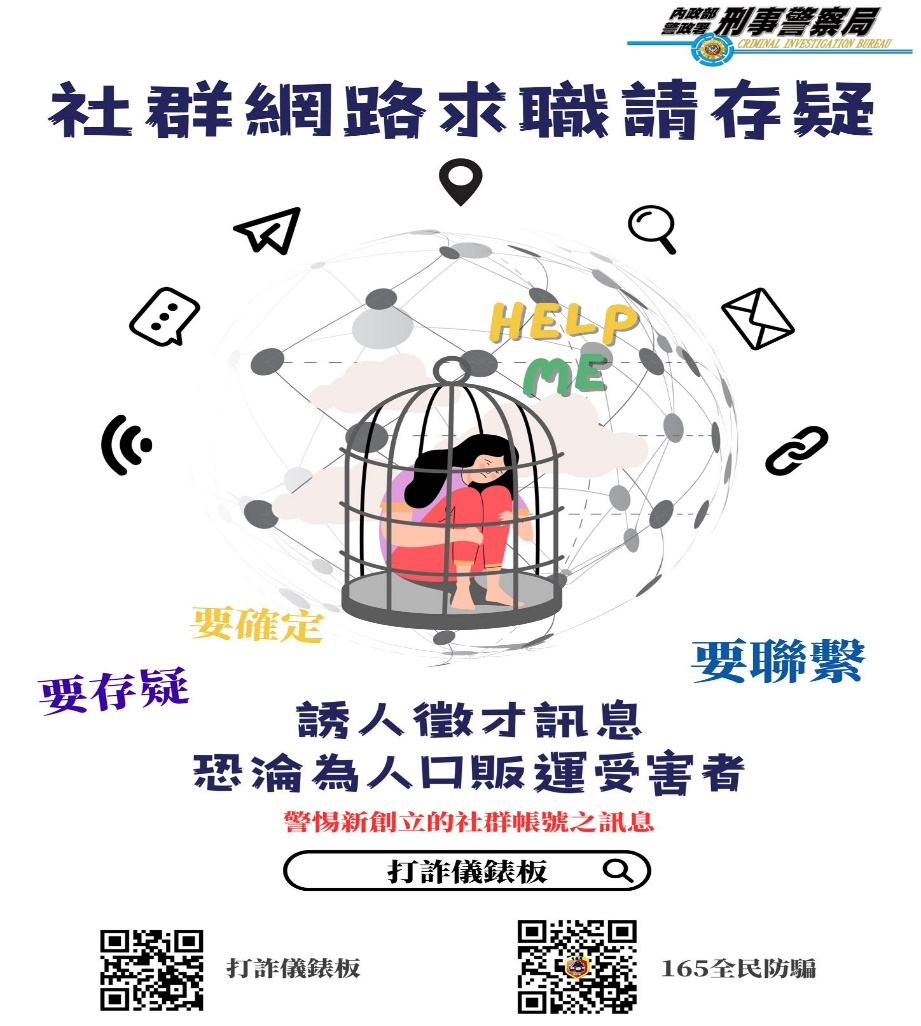 內政部
警政署 刑事警察局
CRIMINAL INVESTIGATION BUREAU
社群網路求職請存疑
HELP
ME
要確定
要存疑
要聯繫
誘人徵才訊息
恐淪為人口販運受害者
警惕新創立的社群帳號之訊息
打詐儀錶板
打詐儀錶板
165全民防騙